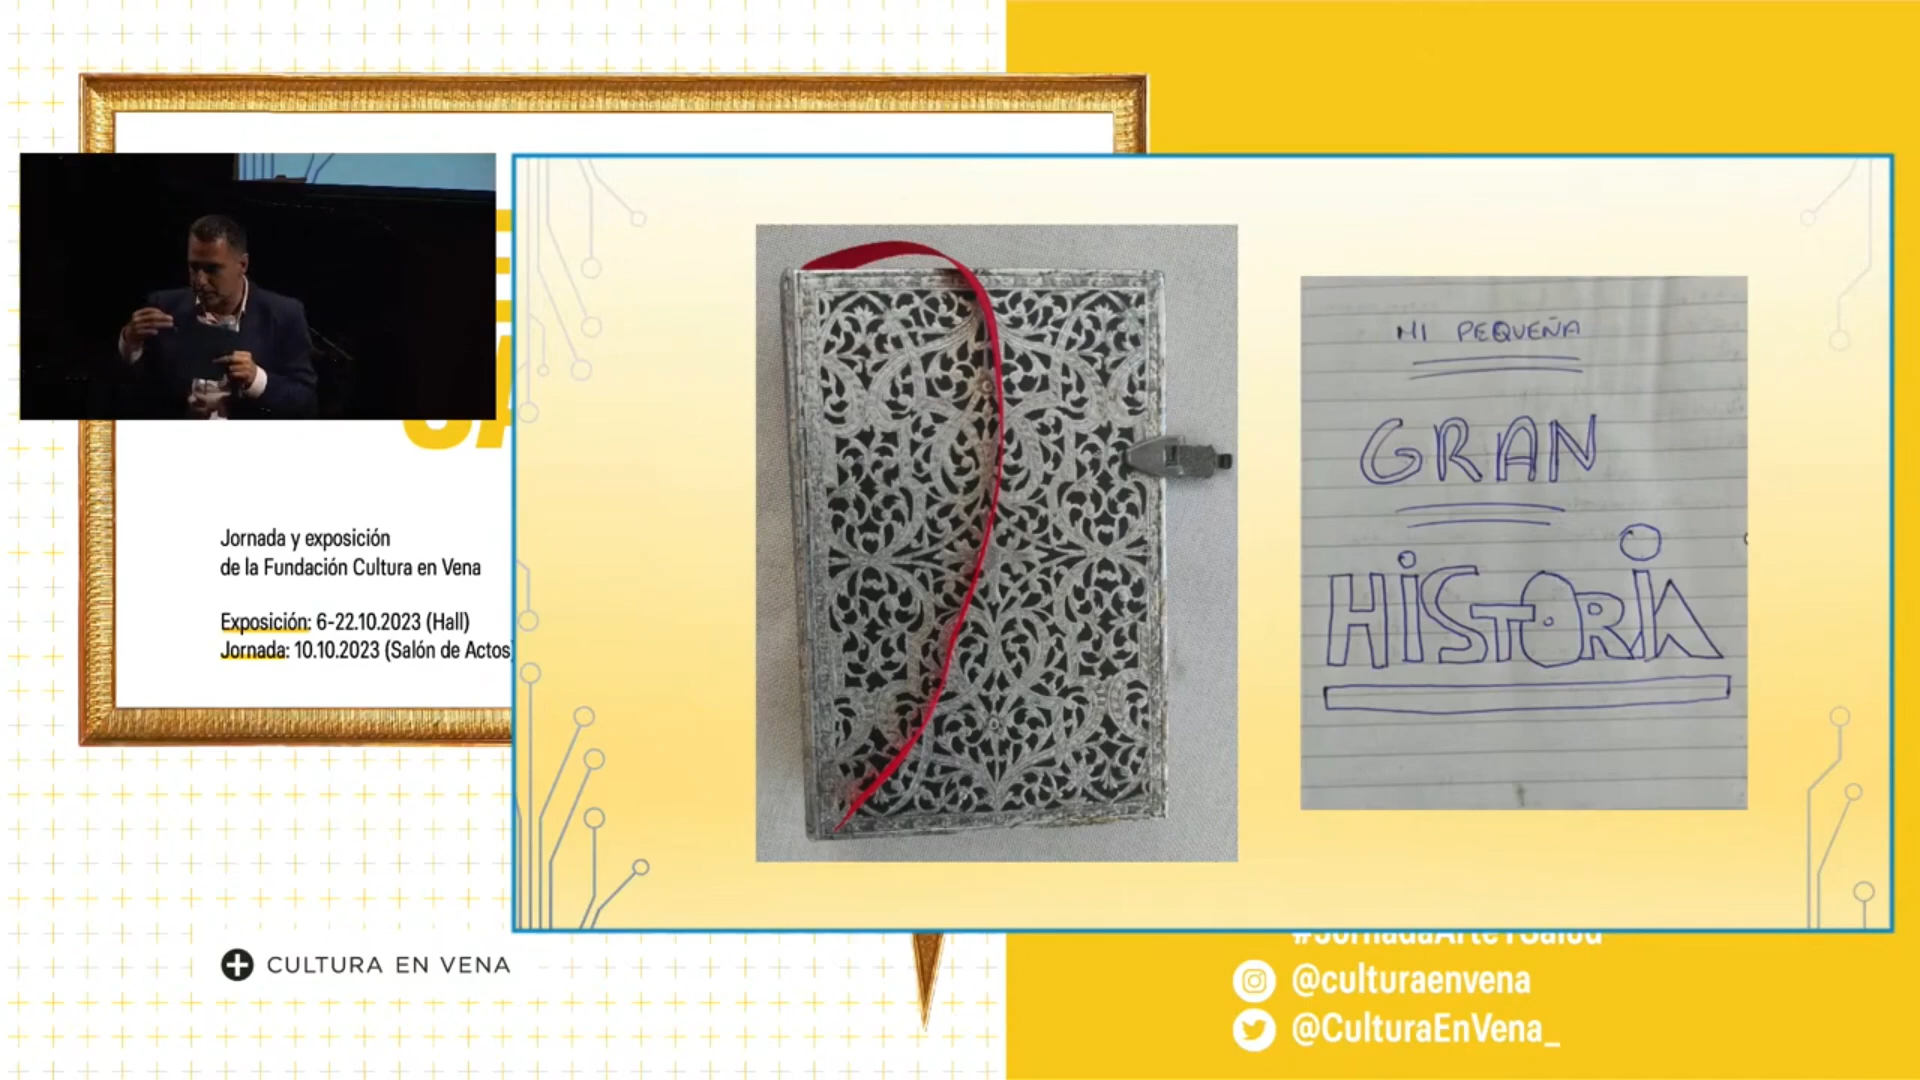 Jornada y exposición
de la Fundación Cultura en Vena
Exposición: 6-22.10.2023 (Hall)
Jornada: 10.10.2023 (Salón de Actos)
CULTURA EN VENA
MI PEQUEÑA
GRAN
HiSTORiA
#JornadaArteYSalud
@culturaenvena
@CulturaEnVena_